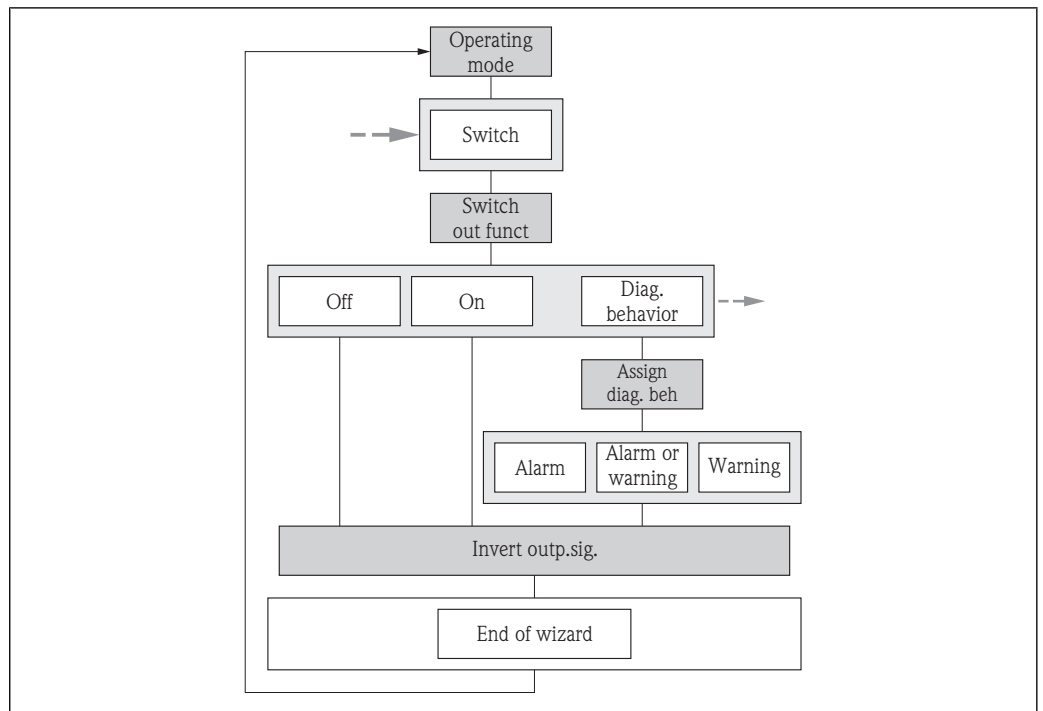 Operating
mode
Switch
Switch
out funct
Off
On
Diag.
behavior
Assign
diag. beh
Alarm
Alarm or
warning
Warning
Invert outp.sig.
End of wizard